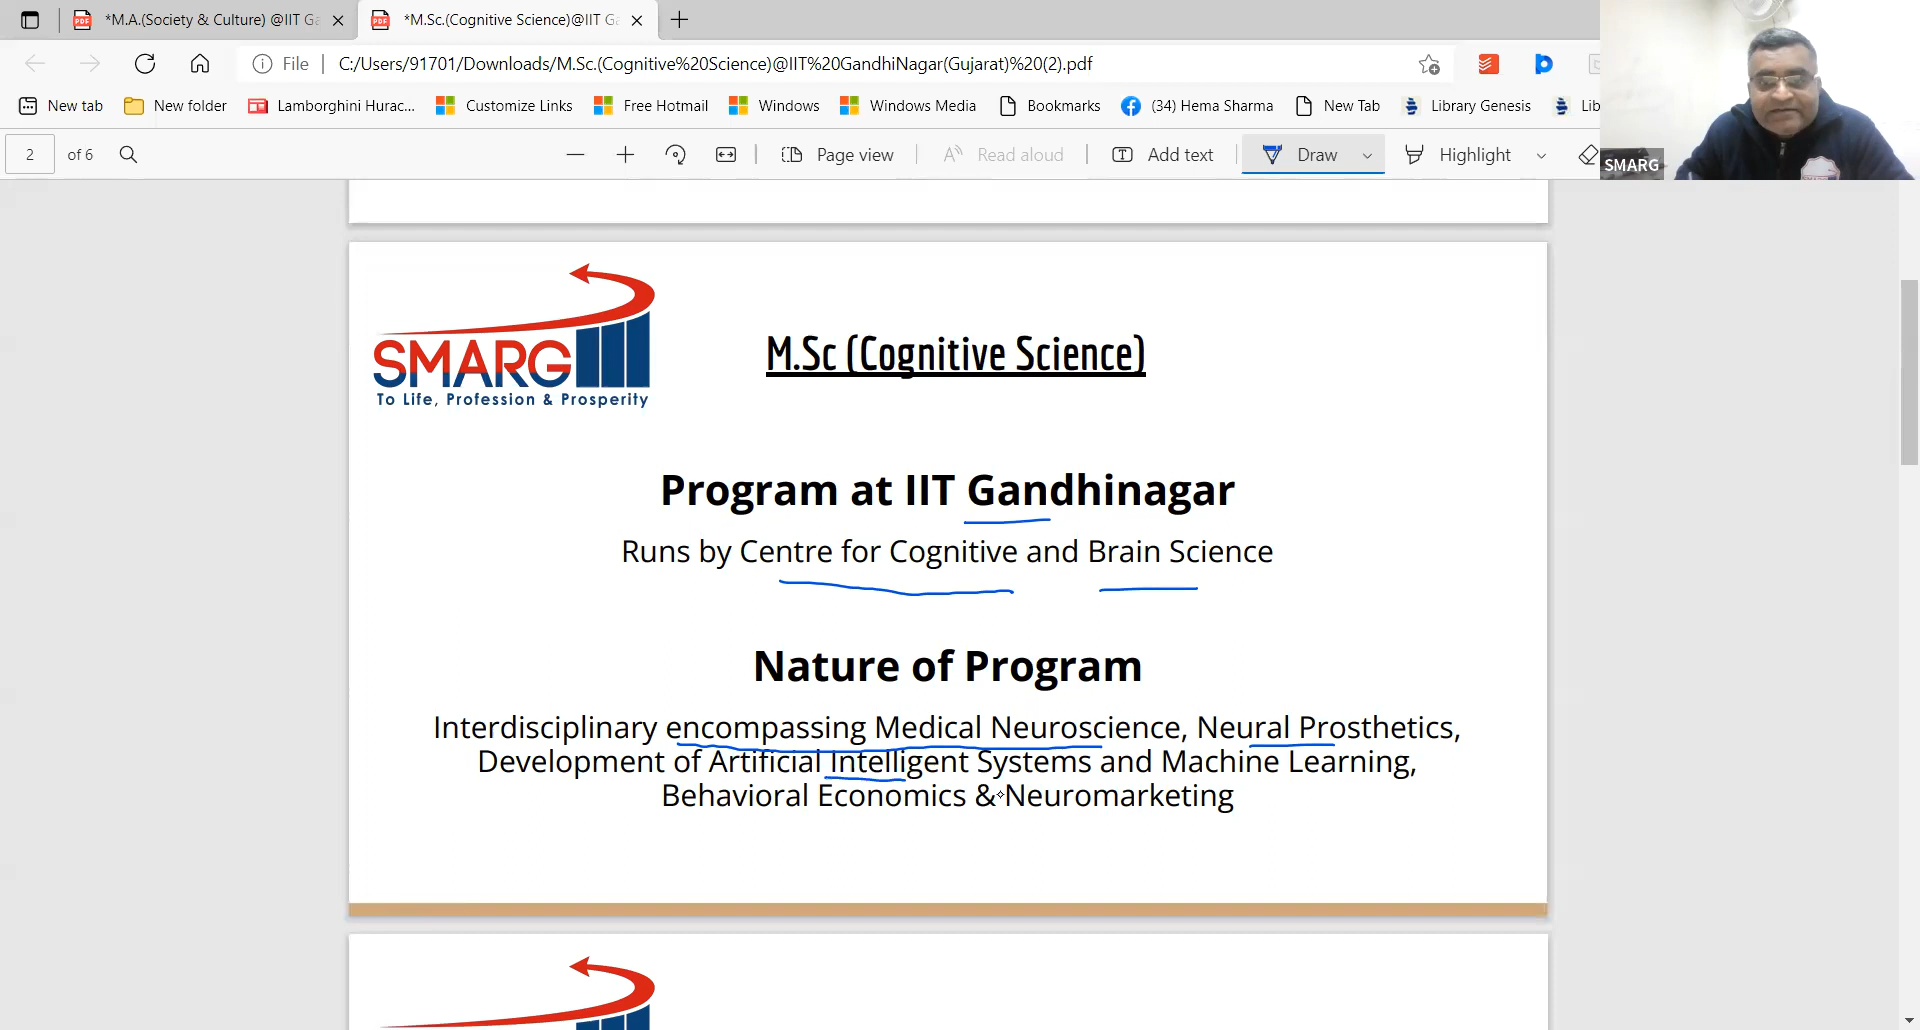 *M.A.(Society & Culture) @IIT Ga
*M.Sc.(Cognitive Science)@IIT Ga
File
C:/Users/91701/Downloads/M.Sc.(Cognitive%20Science)@IIT%20GandhiNagar(Gujarat)%20(2).pdf
New tab
New folder
Lamborghini Hurac...
Customize Links
Free Hotmail
Windows
Windows Media
Bookmarks
(34) Hema Sharma
New Tab
Library Genesis
Lib
2 of 6
Page view
Read aloud
Add text
Draw
Highlight
SMARG
SMARG
To Life, Profession & Prosperity
M.Sc (Cognitive Science)
Program at IIT Gandhinagar
Runs by Centre for Cognitive and Brain Science
Nature of Program
Interdisciplinary encompassing Medical Neuroscience, Neural Prosthetics,
Development of Artificial Intelligent Systems and Machine Learning,
Behavioral Economics & Neuromarketing